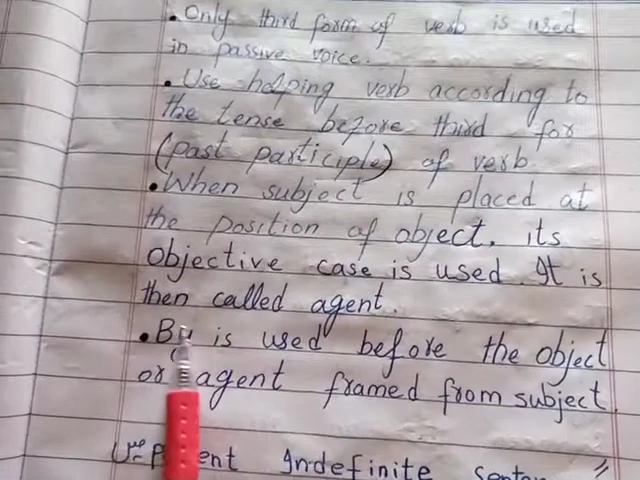 • Only third form of verb is used
in passive voice.
• Use helping verb according to
the tense before third for
(past participle) of verb
• When subject is placed at
the position of object. its
objective case is used. It is
then called agent.
• By is used before the object
or agent framed from subject.
Indefinite